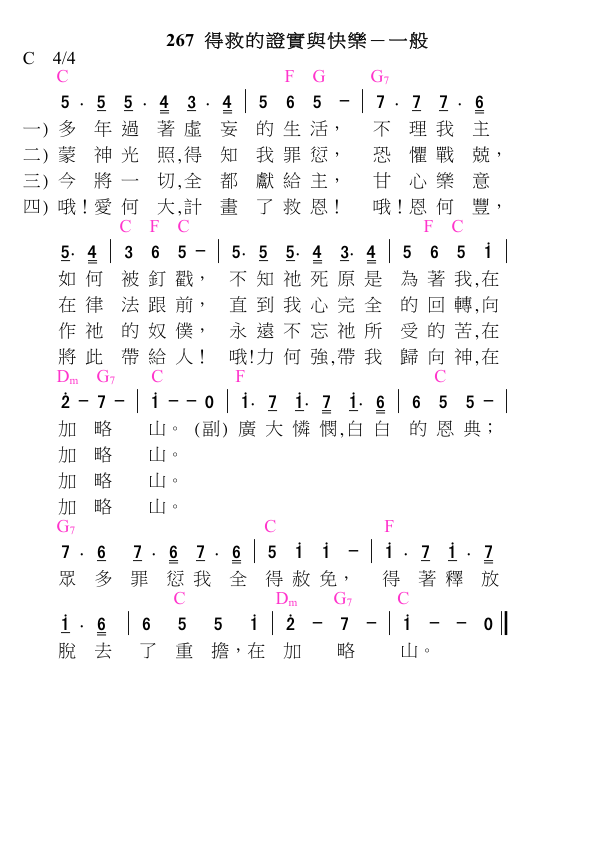 267 得救的證實與快樂－一般
C 4/4
C F G G7
5 · 5 5 · 4 3 · 4 | 5 6 5 － | 7 · 7 7 · 6
一) 多 年 過 著 虛 妄 的 生 活， 不 理 我 主
二) 蒙 神 光 照,得 知 我 罪 愆， 恐 懼 戰 兢，
三) 今 將 一 切,全 都 獻 給 主， 甘 心 樂 意
四) 哦! 愛 何 大,計 畫 了 救 恩! 哦! 恩 何 豐，
C F C F C
5· 4 | 3 6 5 － | 5· 5 5· 4 3· 4 | 5 6 5 i |
如 何 被 釘 戳， 不 知 祂 死 原 是 為 著 我,在
在 律 法 跟 前， 直 到 我 心 完 全 的 回 轉,向
作 祂 的 奴 僕， 永 遠 不 忘 祂 所 受 的 苦,在
將 此 帶 給 人! 哦!力 何 強,帶 我 歸 向 神,在
Dm G7 C F C
2̇ － 7 － | i － － 0 | i· 7 i· 7 i· 6 | 6 5 5 － |
加 略 山。 (副) 廣 大 憐 憫,白 白 的 恩 典；
加 略 山。
加 略 山。
加 略 山。
G7 C F
7 · 6 7 · 6 7 · 6 | 5 i i － | i · 7 i · 7
眾 多 罪 愆 我 全 得 赦 免， 得 著 釋 放
C Dm G7 C
i · 6 | 6 5 5 i | 2̇ － 7 － | i － － 0 ‖
脫 去 了 重 擔，在 加 略 山。